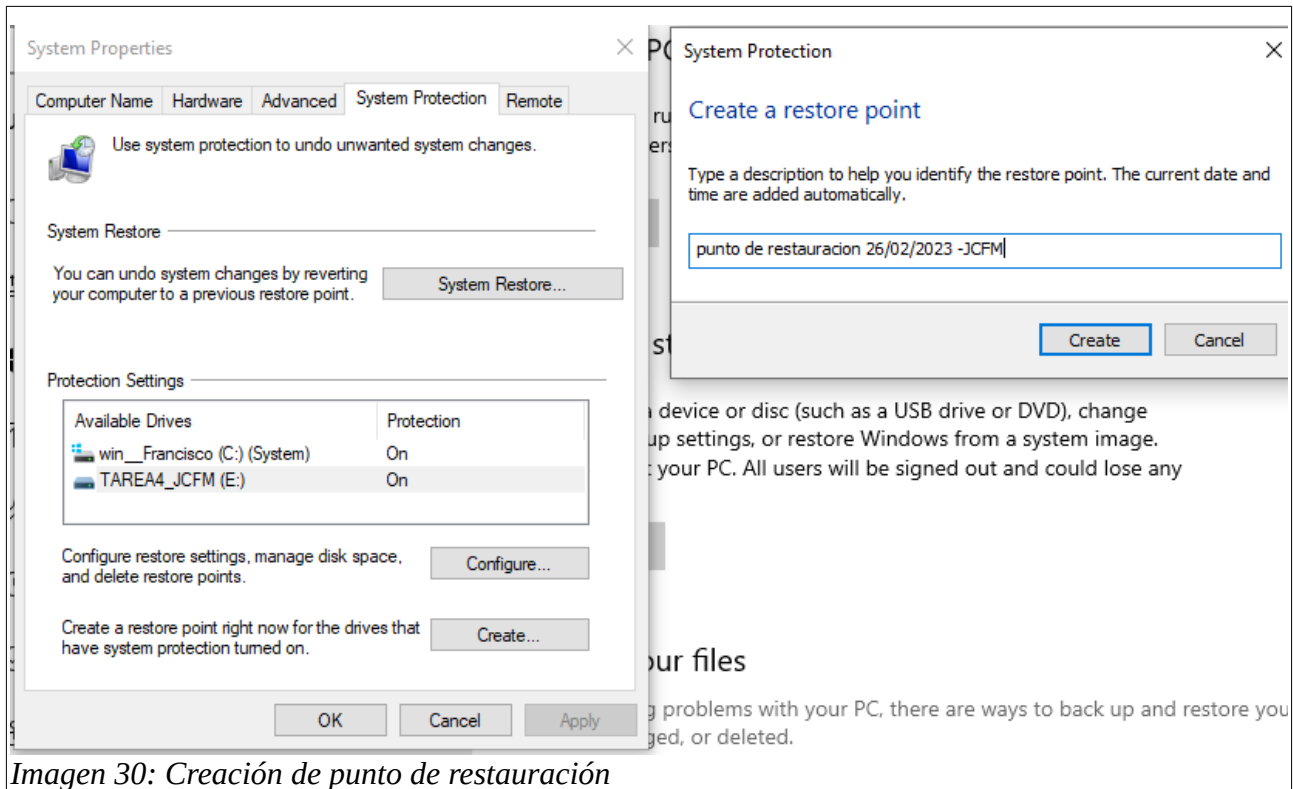 System Properties
Computer Name Hardware Advanced System Protection Remote
Use system protection to undo unwanted system changes.
System Restore
You can undo system changes by reverting
your computer to a previous restore point.
System Restore...
Protection Settings
Available Drives Protection
win__Francisco (C:) (System) On
TAREA4_JCFM (E:) On
Configure restore settings, manage disk space,
and delete restore points.
Configure...
Create a restore point right now for the drives that
have system protection turned on.
Create...
OK Cancel Apply
System Protection
Create a restore point
Type a description to help you identify the restore point. The current date and
time are added automatically.
punto de restauracion 26/02/2023 -JCFM
Create Cancel
device or disc (such as a USB drive or DVD), change
up settings, or restore Windows from a system image.
your PC. All users will be signed out and could lose any
our files
problems with your PC, there are ways to back up and restore you
ged, or deleted.
Imagen 30: Creación de punto de restauración